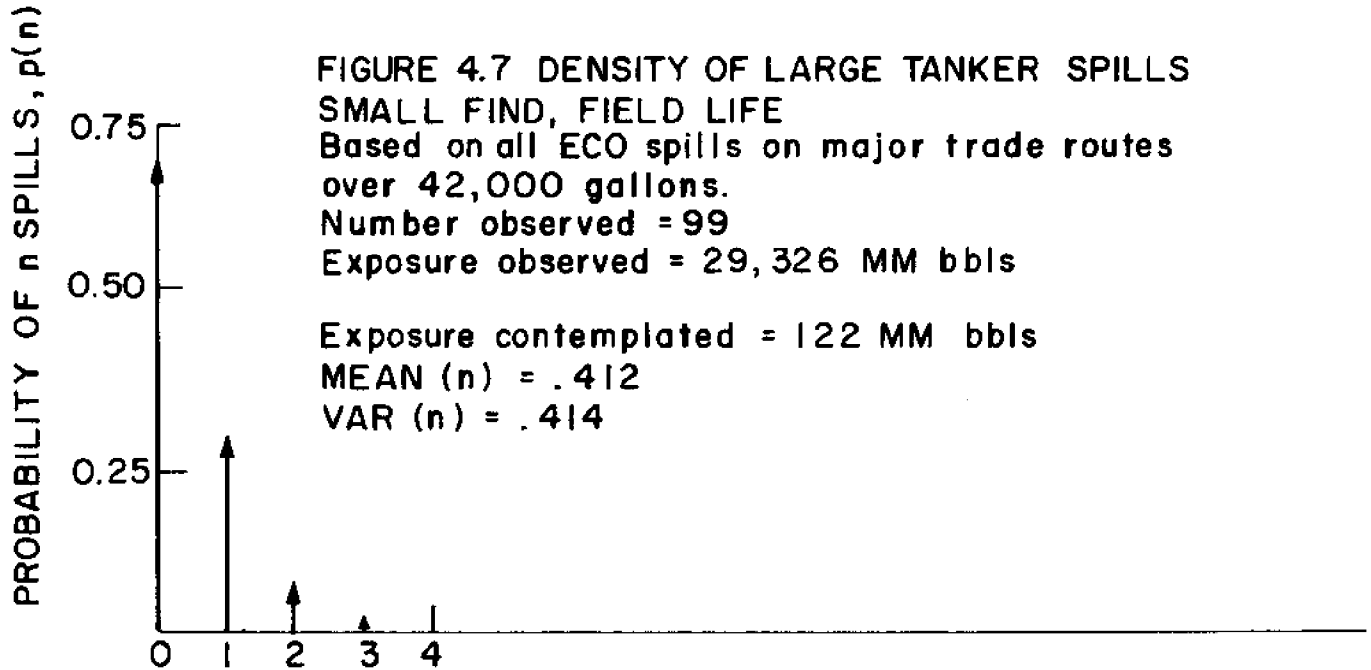 PROBABILITY OF n SPILLS, p(n)
FIGURE 4.7 DENSITY OF LARGE TANKER SPILLS
SMALL FIND, FIELD LIFE
Based on all ECO spills on major trade routes
over 42,000 gallons.
Number observed = 99
Exposure observed = 29,326 MM bbls
Exposure contemplated = 122 MM bbls
MEAN (n) = .412
VAR (n) = .414
0.75
0.50
0.25
0 1 2 3 4